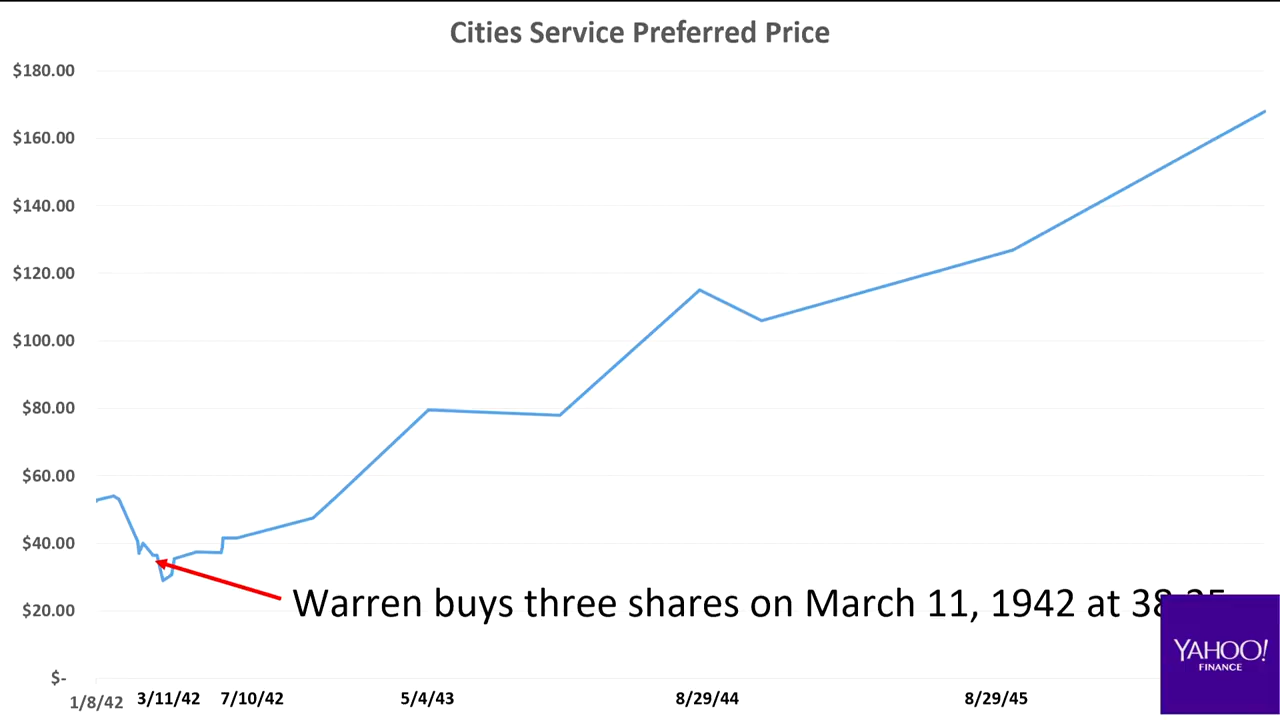 Cities Service Preferred Price
$180.00
$160.00
$140.00
$120.00
$100.00
$80.00
$60.00
$40.00
Warren buys three shares on March 11, 1942 at
$20.00
$-
1/8/42 3/11/42 7/10/42 5/4/43 8/29/44 8/29/45
YAHOO!
FINANCE